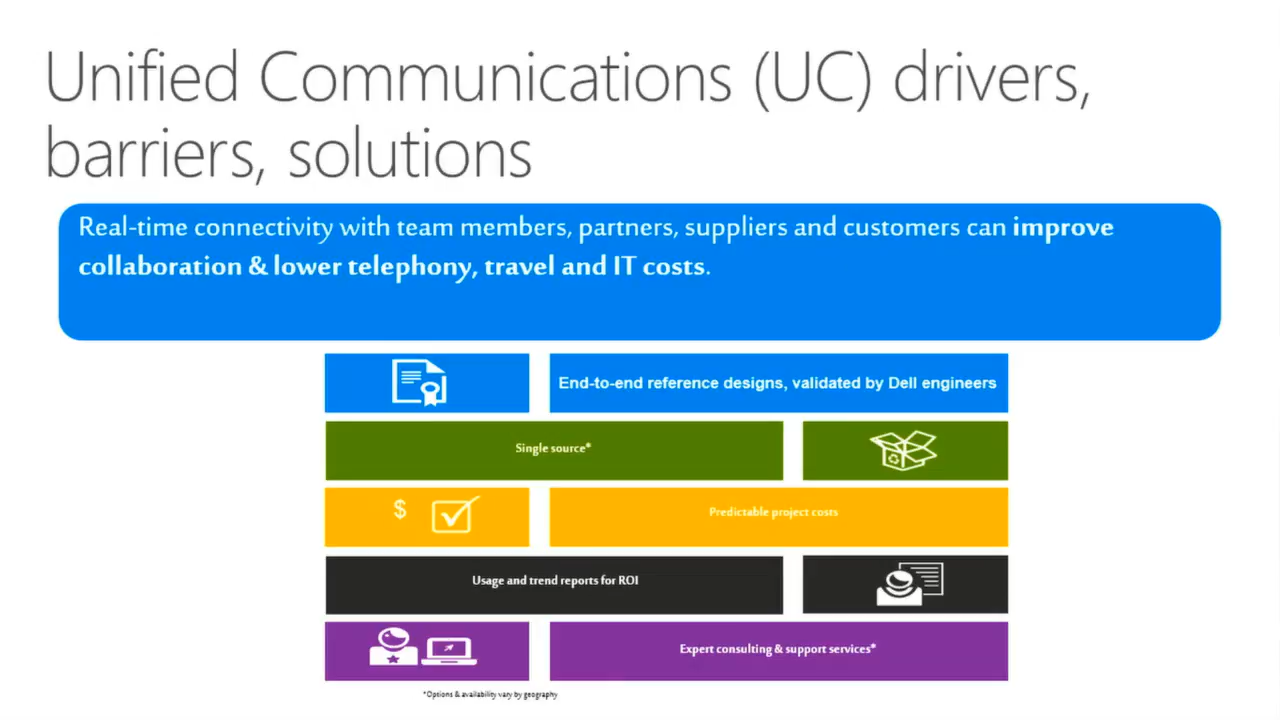 Unified Communications (UC) drivers,
barriers, solutions
Real-time connectivity with team members, partners, suppliers and customers can improve
collaboration & lower telephony, travel and IT costs.
End-to-end reference designs, validated by Dell engineers
Single source*
$
Predictable project costs
Usage and trend reports for ROI
Expert consulting & support services*
*Options & availability vary by geography